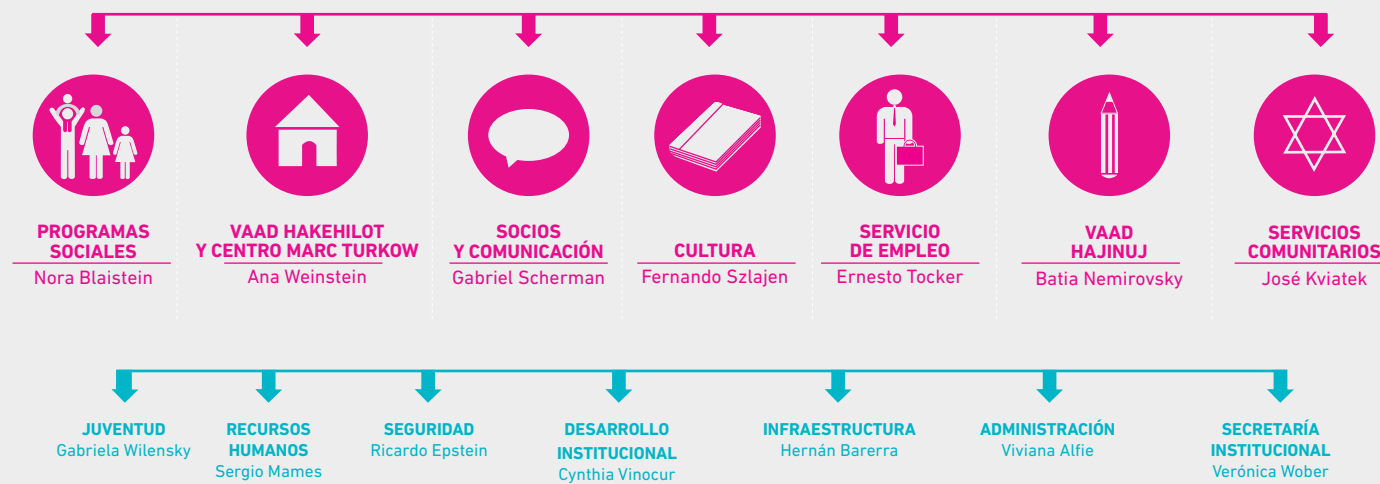 PROGRAMAS
SOCIALES
Nora Blaistein
VAAD HAKEHILOT
Y CENTRO MARC TURKOW
Ana Weinstein
SOCIOS
Y COMUNICACIÓN
Gabriel Scherman
CULTURA
Fernando Szlajen
SERVICIO
DE EMPLEO
Ernesto Tocker
VAAD
HAJINUJ
Batia Nemirovsky
SERVICIOS
COMUNITARIOS
José Kviatek
JUVENTUD
Gabriela Wilensky
RECURSOS
HUMANOS
Sergio Mames
SEGURIDAD
Ricardo Epstein
DESARROLLO
INSTITUCIONAL
Cynthia Vinocur
INFRAESTRUCTURA
Hernán Barerra
ADMINISTRACIÓN
Viviana Alfie
SECRETARÍA
INSTITUCIONAL
Verónica Wober